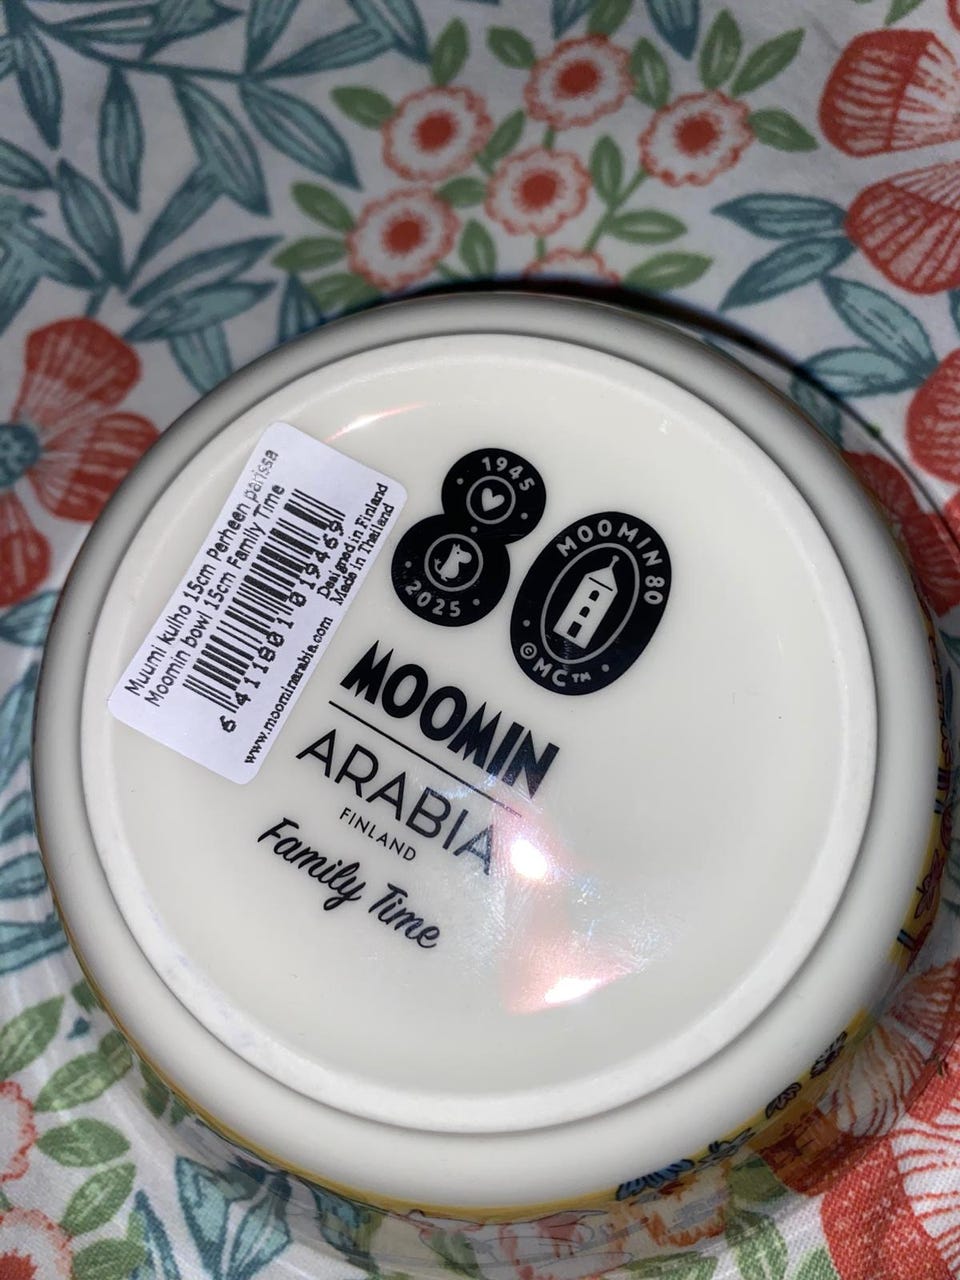 Muumi kulho 15cm Perheen parissa
Moomin bowl 15cm Family Time
6 411801 019469
Designed in Finland
Made in Thailand
www.moominarabia.com
1945
2025
MOOMIN 80
©MC™
MOOMIN
ARABIA
FINLAND
Family Time